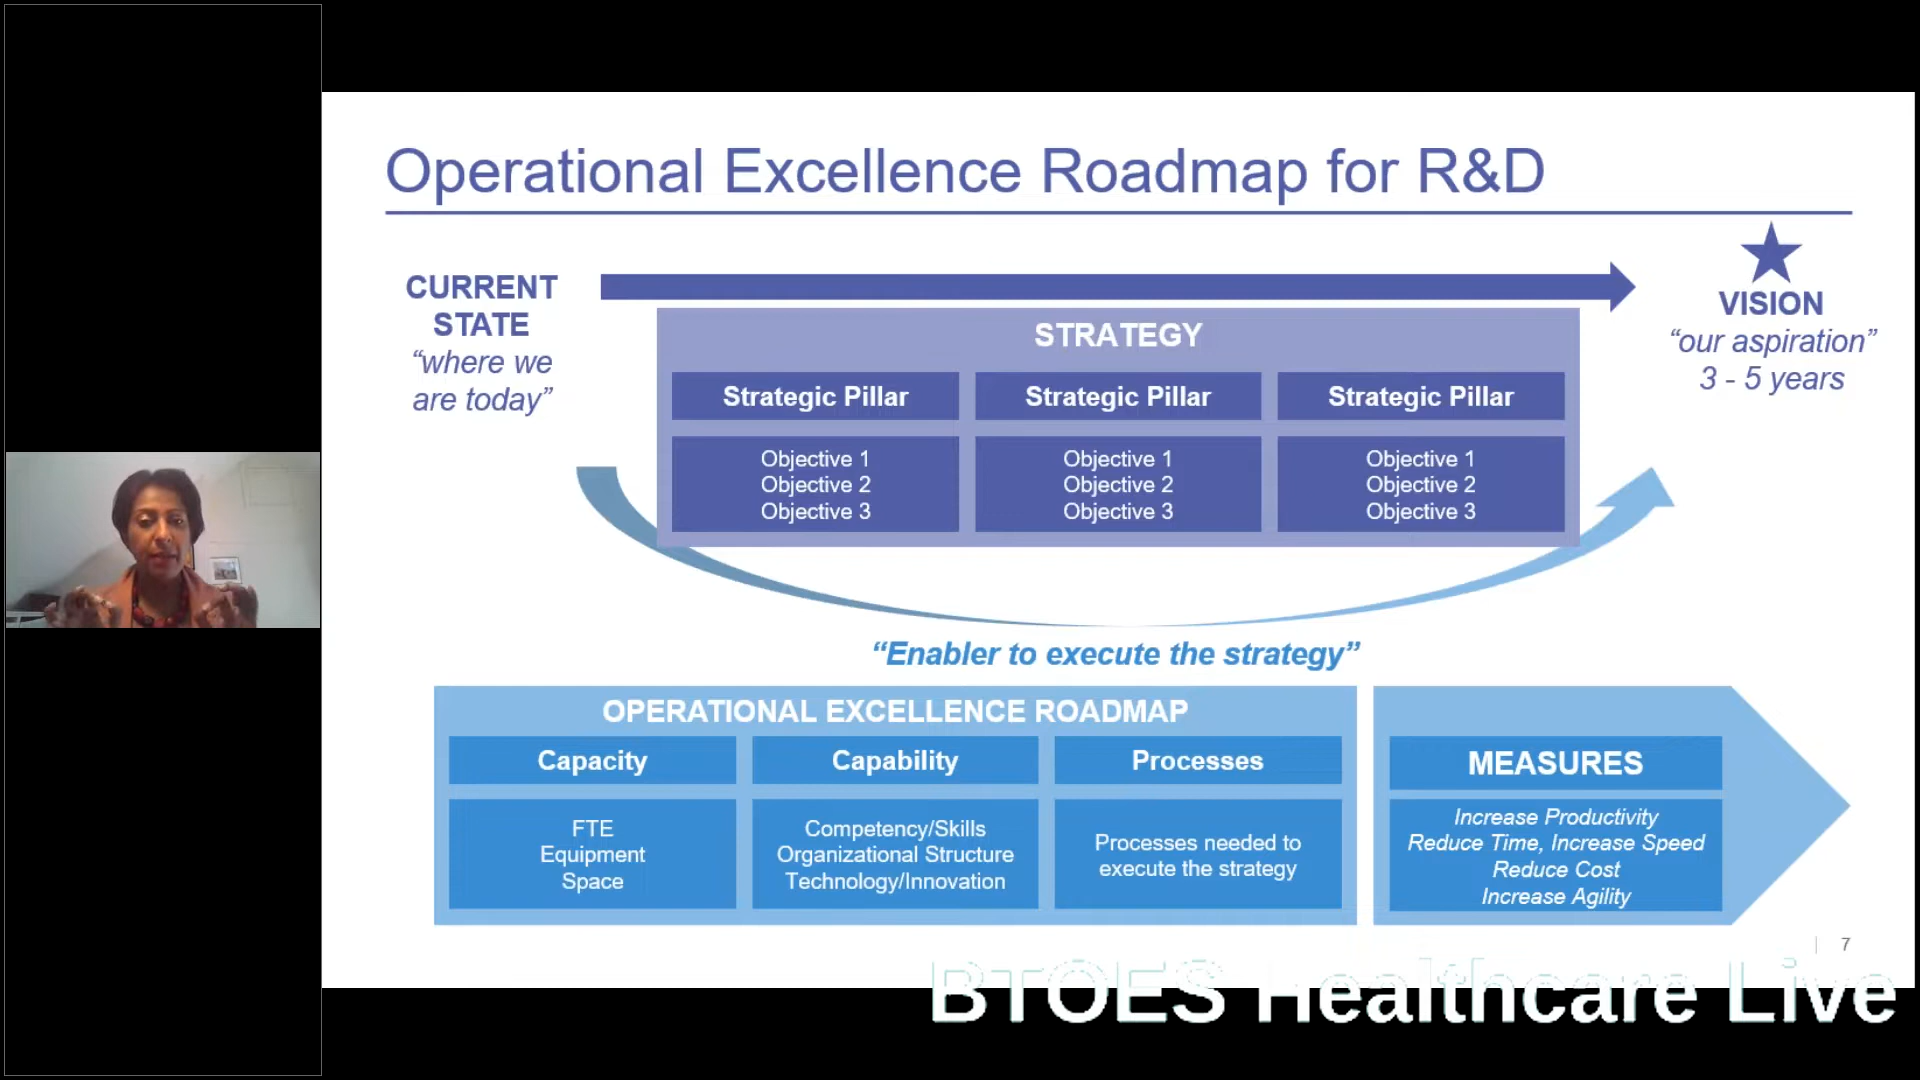 Operational Excellence Roadmap for R&D
CURRENT
STATE
“where we
are today”
VISION
“our aspiration”
3 - 5 years
STRATEGY
Strategic Pillar
Objective 1
Objective 2
Objective 3
Strategic Pillar
Objective 1
Objective 2
Objective 3
Strategic Pillar
Objective 1
Objective 2
Objective 3
“Enabler to execute the strategy”
OPERATIONAL EXCELLENCE ROADMAP
Capacity
FTE
Equipment
Space
Capability
Competency/Skills
Organizational Structure
Technology/Innovation
Processes
Processes needed to
execute the strategy
MEASURES
Increase Productivity
Reduce Time, Increase Speed
Reduce Cost
Increase Agility
7
BTOES Healthcare Live